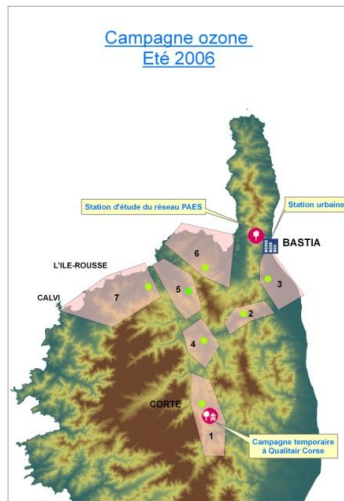 Campagne ozone
Eté 2006
Station d'étude du réseau PAES
Station urbaine
BASTIA
6
L'ILE-ROUSSE
5
3
7
CALVI
2
4
CORTE
1
Campagne temporaire
à Qualitair Corse